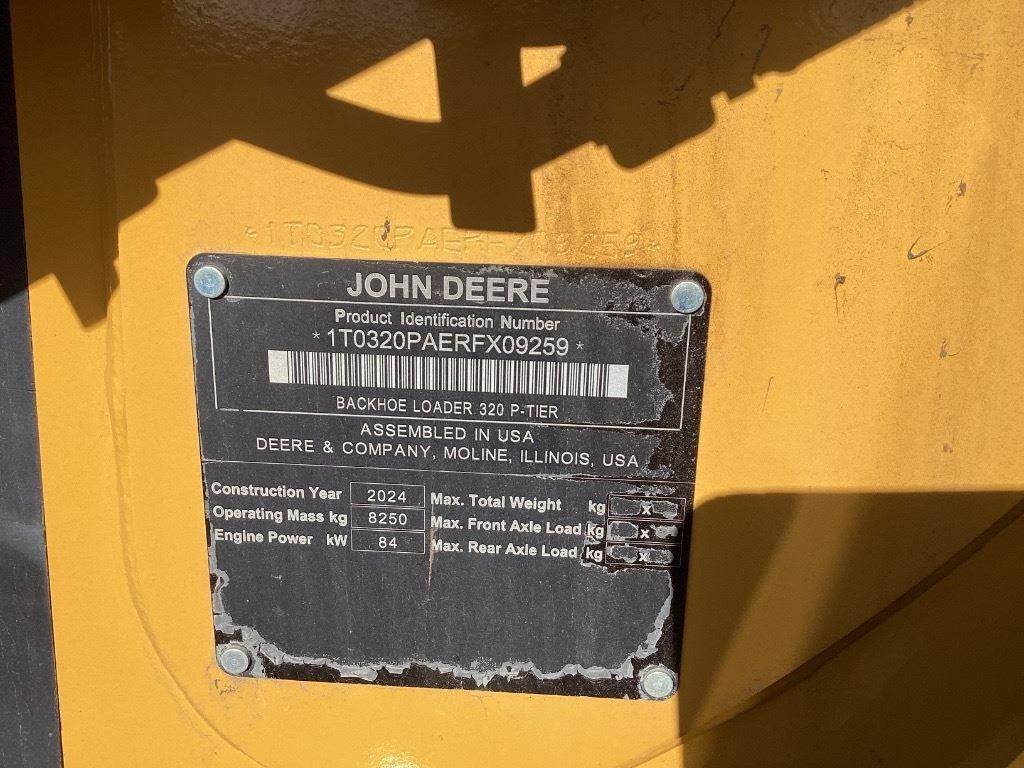 *1T0320PAERFX09259*
JOHN DEERE
Product Identification Number
*1T0320PAERFX09259*
BACKHOE LOADER 320 P-TIER
ASSEMBLED IN USA
DEERE & COMPANY, MOLINE, ILLINOIS, USA
Construction Year 2024 Max. Total Weight kg x
Operating Mass kg 8250 Max. Front Axle Load kg x
Engine Power kW 84 Max. Rear Axle Load kg x